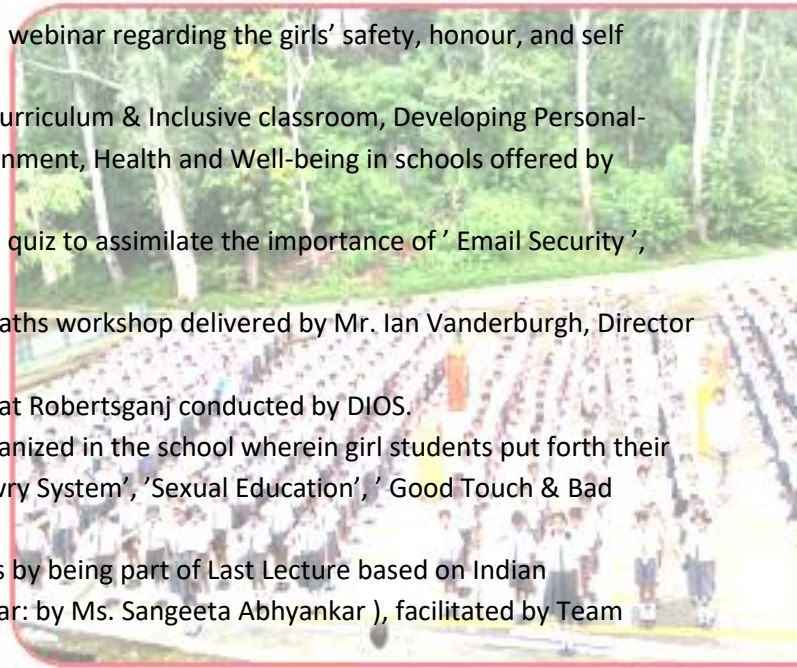 webinar regarding the girls’ safety, honour, and self
urriculum & Inclusive classroom, Developing Personal-
nment, Health and Well-being in schools offered by
quiz to assimilate the importance of ’ Email Security ’,
aths workshop delivered by Mr. Ian Vanderburgh, Director
at Robertsganj conducted by DIOS.
anized in the school wherein girl students put forth their
wry System’, ’Sexual Education’, ’ Good Touch & Bad
s by being part of Last Lecture based on Indian
ar: by Ms. Sangeeta Abhyankar ), facilitated by Team